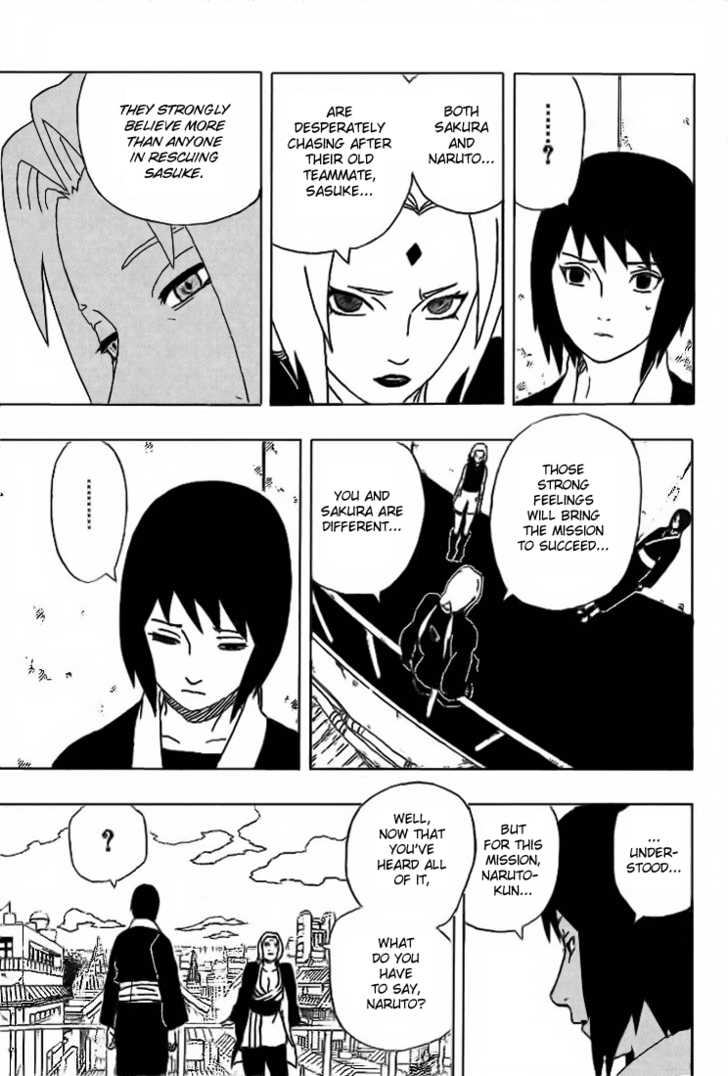 .......?
BOTH
SAKURA
AND
NARUTO...
ARE
DESPERATELY
CHASING AFTER
THEIR OLD
TEAMMATE,
SASUKE...
THEY STRONGLY
BELIEVE MORE
THAN ANYONE
IN RESCUING
SASUKE.
THOSE
STRONG
FEELINGS
WILL BRING
THE MISSION
TO SUCCEED...
YOU AND
SAKURA ARE
DIFFERENT...
.........
...
UNDER-
STOOD...
BUT
FOR THIS
MISSION,
NARUTO-
KUN...
WELL,
NOW THAT
YOU'VE
HEARD ALL
OF IT,
WHAT
DO YOU
HAVE TO
SAY,
NARUTO?
?